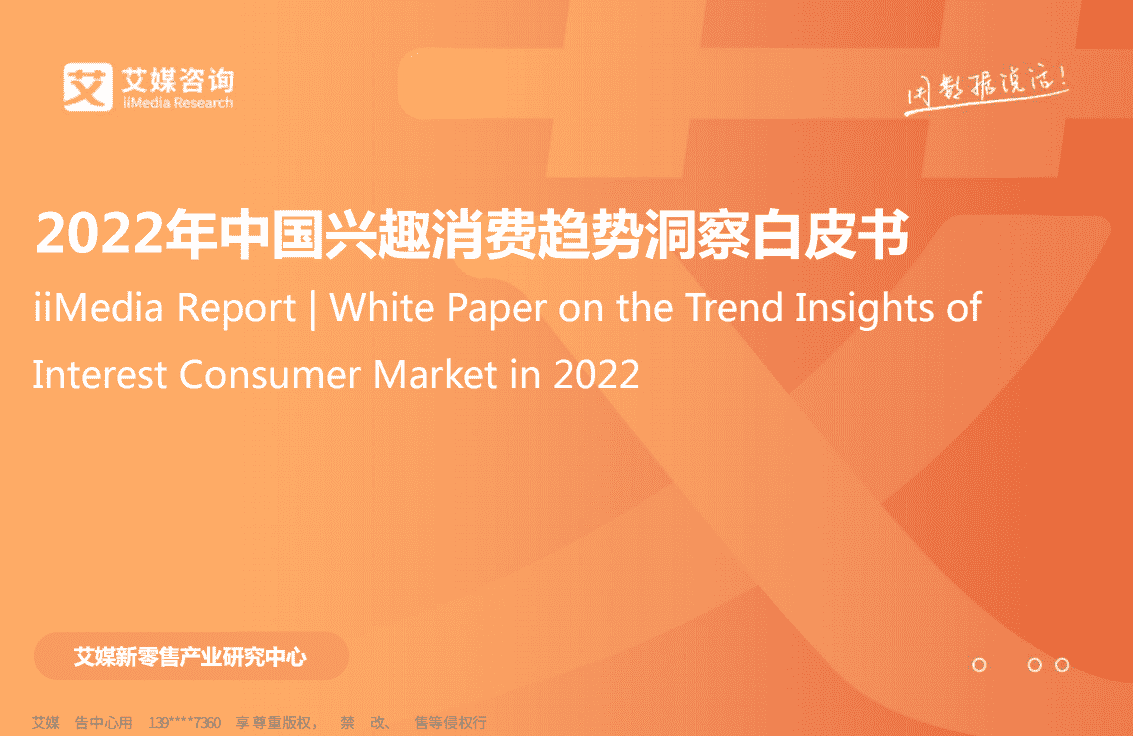 艾媒咨询
iiMedia Research
用数据说话!
2022年中国兴趣消费趋势洞察白皮书
iiMedia Report | White Paper on the Trend Insights of
Interest Consumer Market in 2022
艾媒新零售产业研究中心
艾媒 告中心用 139****7360 享 尊重版权， 禁 改、 售等侵权行